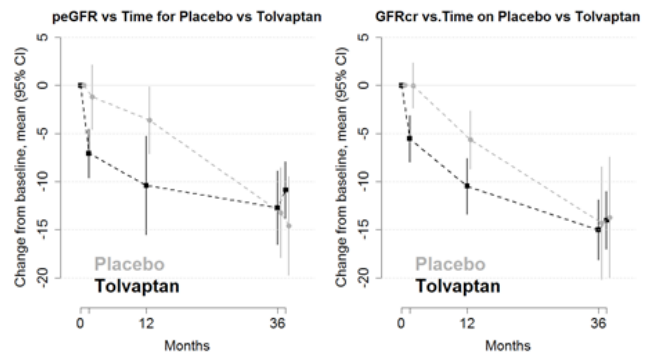 peGFR vs Time for Placebo vs Tolvaptan
Change from baseline, mean (95% CI)
5
0
-5
-10
-15
-20
Placebo
Tolvaptan
0 12 36
Months
GFRcr vs.Time on Placebo vs Tolvaptan
Change from baseline, mean (95% CI)
5
0
-5
-10
-15
-20
Placebo
Tolvaptan
0 12 36
Months